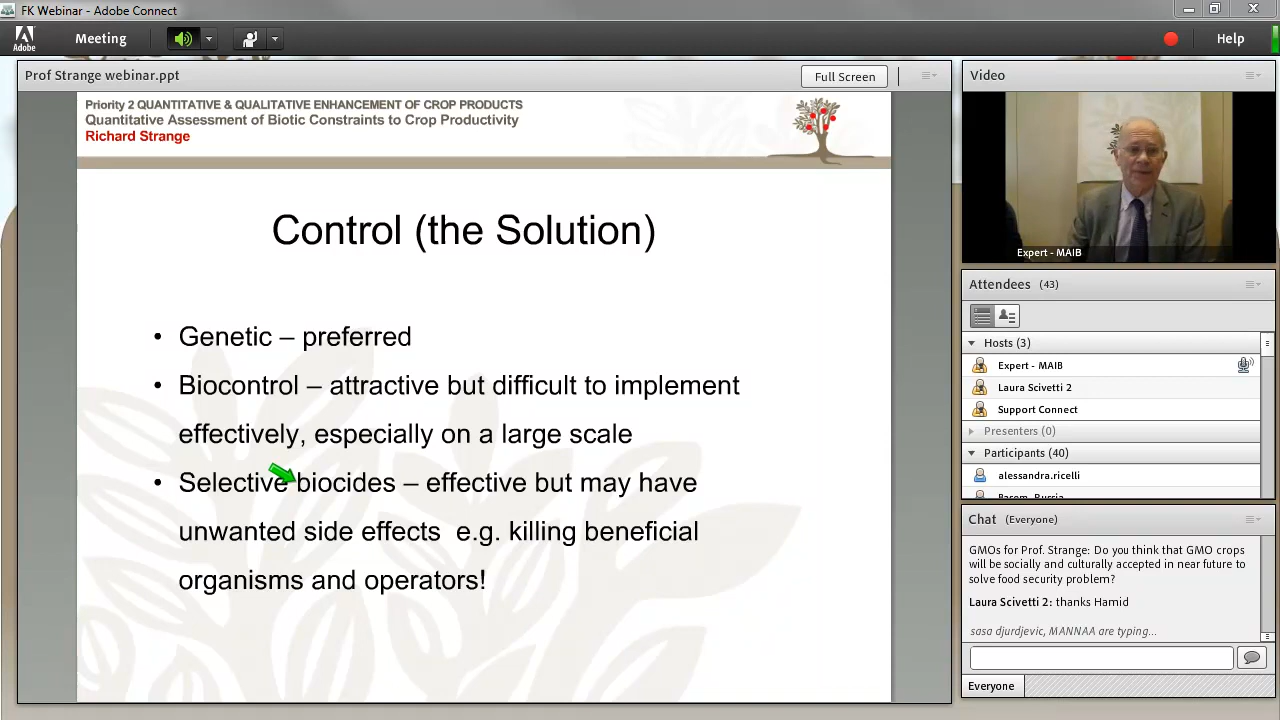 FK Webinar - Adobe Connect
Adobe
Meeting
Help
Prof Strange webinar.ppt
Full Screen
Priority 2 QUANTITATIVE & QUALITATIVE ENHANCEMENT OF CROP PRODUCTS
Quantitative Assessment of Biotic Constraints to Crop Productivity
Richard Strange
Control (the Solution)
• Genetic – preferred
• Biocontrol – attractive but difficult to implement
effectively, especially on a large scale
• Selective biocides – effective but may have
unwanted side effects e.g. killing beneficial
organisms and operators!
Video
Expert - MAIB
Attendees (43)
Hosts (3)
Expert - MAIB
Laura Scivetti 2
Support Connect
Presenters (0)
Participants (40)
alessandra.ricelli
Basem, Russia
Chat (Everyone)
GMOs for Prof. Strange: Do you think that GMO crops
will be socially and culturally accepted in near future to
solve food security problem?
Laura Scivetti 2: thanks Hamid
sasa djurdjevic, MANNAA are typing...
Everyone